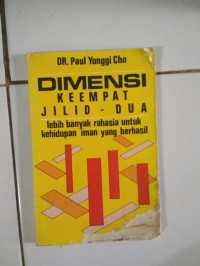 DR. Paul Yonggi Cho
DIMENSI
KEEMPAT
JILID - DUA
lebih banyak rahasia untuk
kehidupan iman yang berhasil